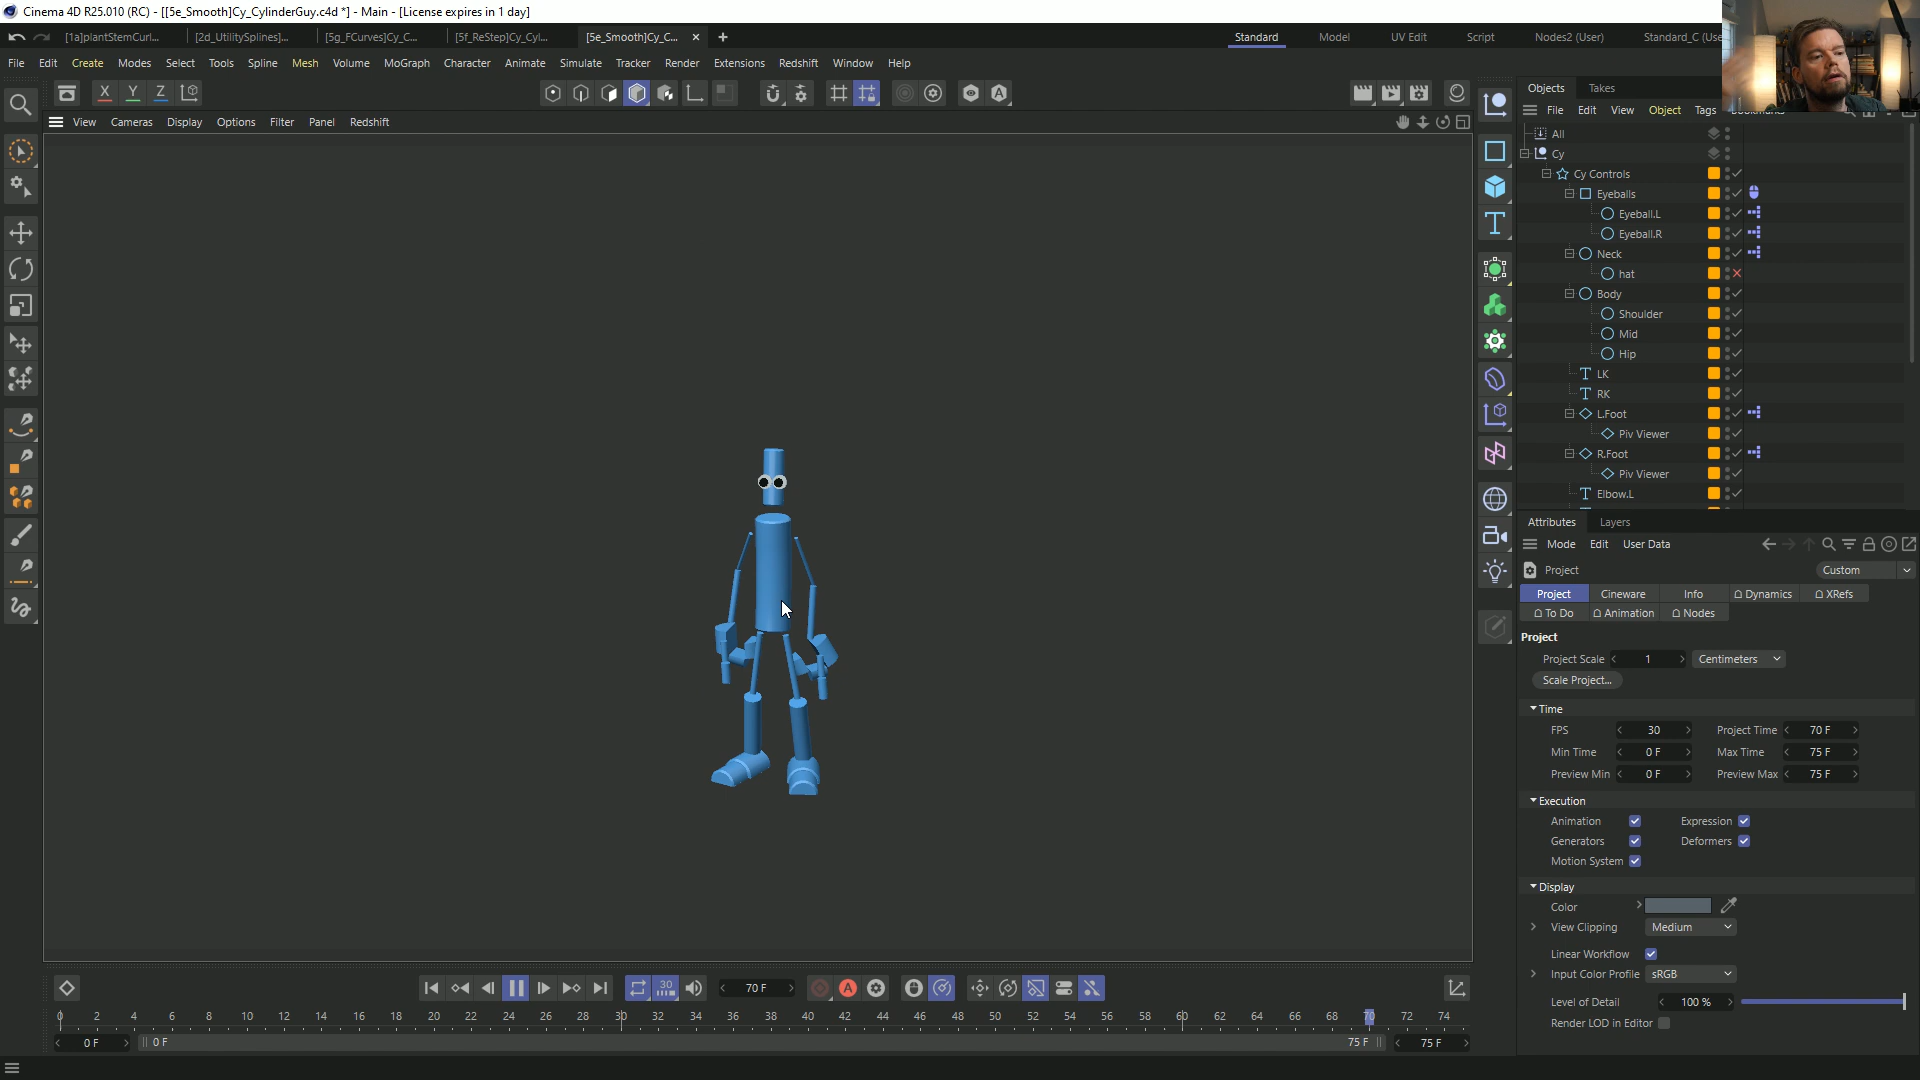 Cinema 4D R25.010 (RC) - [[5e_Smooth]Cy_CylinderGuy.c4d *] - Main - [License expires in 1 day]
[1a]plantStemCurl... [2d_UtilitySplines]... [5g_FCurves]Cy_C... [5f_ReStep]Cy_Cyl... [5e_Smooth]Cy_C... Standard Model UV Edit Script Nodes2 (User) Standard_C (Use
File Edit Create Modes Select Tools Spline Mesh Volume MoGraph Character Animate Simulate Tracker Render Extensions Redshift Window Help
X Y Z
Objects Takes
File Edit View Object Tags
View Cameras Display Options Filter Panel Redshift
All
Cy
Cy Controls
Eyeballs
Eyeball.L
Eyeball.R
Neck
hat
Body
Shoulder
Mid
Hip
LK
RK
L.Foot
Piv Viewer
R.Foot
Piv Viewer
Elbow.L
Attributes Layers
Mode Edit User Data
Project Custom
Project Cineware Info Dynamics XRefs
To Do Animation Nodes
Project
Project Scale 1 Centimeters
Scale Project...
Time
FPS 30 Project Time 70 F
Min Time 0 F Max Time 75 F
Preview Min 0 F Preview Max 75 F
Execution
Animation Expression
Generators Deformers
Motion System
Display
Color
View Clipping Medium
Linear Workflow
Input Color Profile sRGB
Level of Detail 100 %
Render LOD in Editor
30 70 F A
0 2 4 6 8 10 12 14 16 18 20 22 24 26 28 30 32 34 36 38 40 42 44 46 48 50 52 54 56 58 60 62 64 66 68 70 72 74
0 F 0 F 75 F 75 F